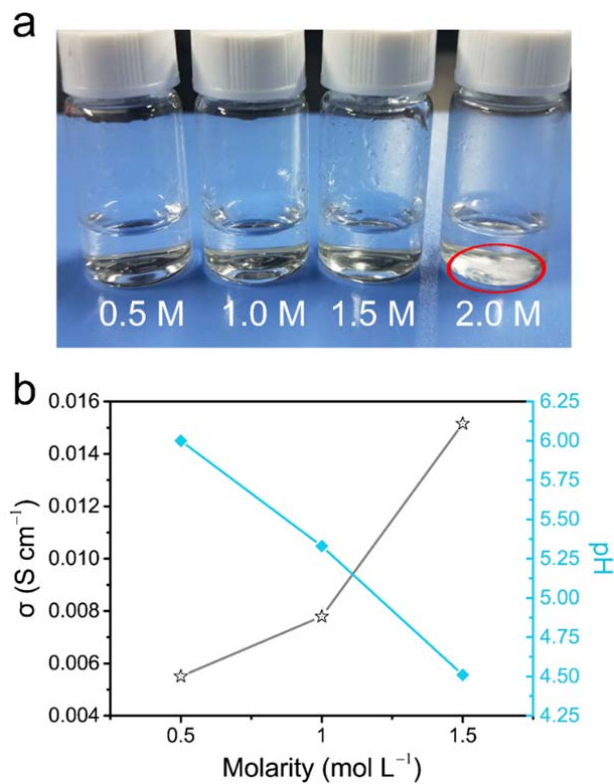 a
0.5 M 1.0 M 1.5 M 2.0 M
b
0.016 6.25
0.014 6.00
0.012 5.75
0.010 5.50
0.008 5.25
0.006 5.00
0.004 4.75
4.50
4.25
σ (S cm⁻¹)
pH
0.5 1 1.5
Molarity (mol L⁻¹)